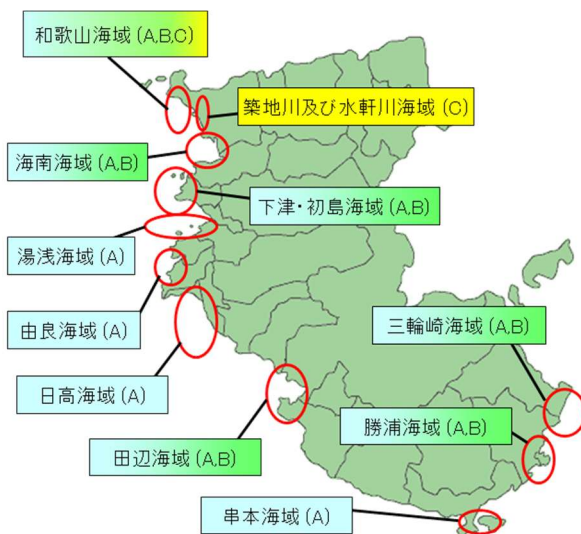 和歌山海域(A,B,C)
築地川及び水軒川海域(C)
海南海域(A,B)
下津・初島海域(A,B)
湯浅海域(A)
由良海域(A)
三輪崎海域(A,B)
日高海域(A)
勝浦海域(A,B)
田辺海域(A,B)
串本海域(A)